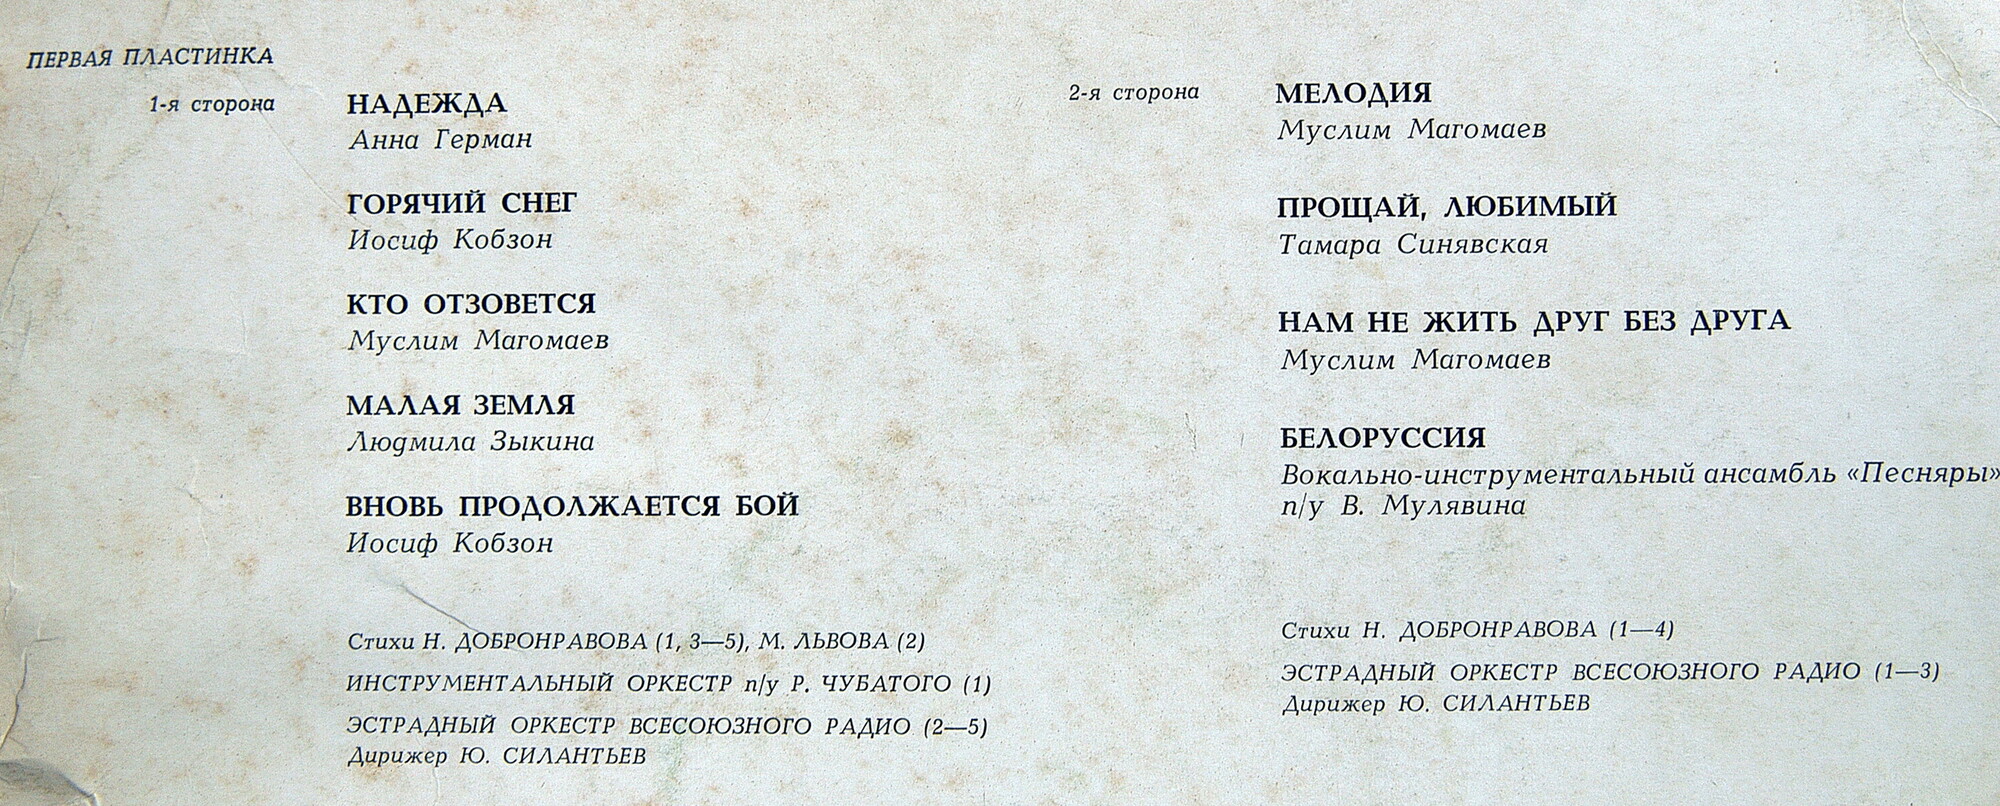 ПЕРВАЯ ПЛАСТИНКА
1-я сторона
НАДЕЖДА
Анна Герман
ГОРЯЧИЙ СНЕГ
Иосиф Кобзон
КТО ОТЗОВЕТСЯ
Муслим Магомаев
МАЛАЯ ЗЕМЛЯ
Людмила Зыкина
ВНОВЬ ПРОДОЛЖАЕТСЯ БОЙ
Иосиф Кобзон
Стихи Н. ДОБРОНРАВОВА (1, 3—5), М. ЛЬВОВА (2)
ИНСТРУМЕНТАЛЬНЫЙ ОРКЕСТР п/у Р. ЧУБАТОГО (1)
ЭСТРАДНЫЙ ОРКЕСТР ВСЕСОЮЗНОГО РАДИО (2—5)
Дирижер Ю. СИЛАНТЬЕВ
2-я сторона
МЕЛОДИЯ
Муслим Магомаев
ПРОЩАЙ, ЛЮБИМЫЙ
Тамара Синявская
НАМ НЕ ЖИТЬ ДРУГ БЕЗ ДРУГА
Муслим Магомаев
БЕЛОРУССИЯ
Вокально-инструментальный ансамбль «Песняры»
п/у В. Мулявина
Стихи Н. ДОБРОНРАВОВА (1—4)
ЭСТРАДНЫЙ ОРКЕСТР ВСЕСОЮЗНОГО РАДИО (1—3)
Дирижер Ю. СИЛАНТЬЕВ